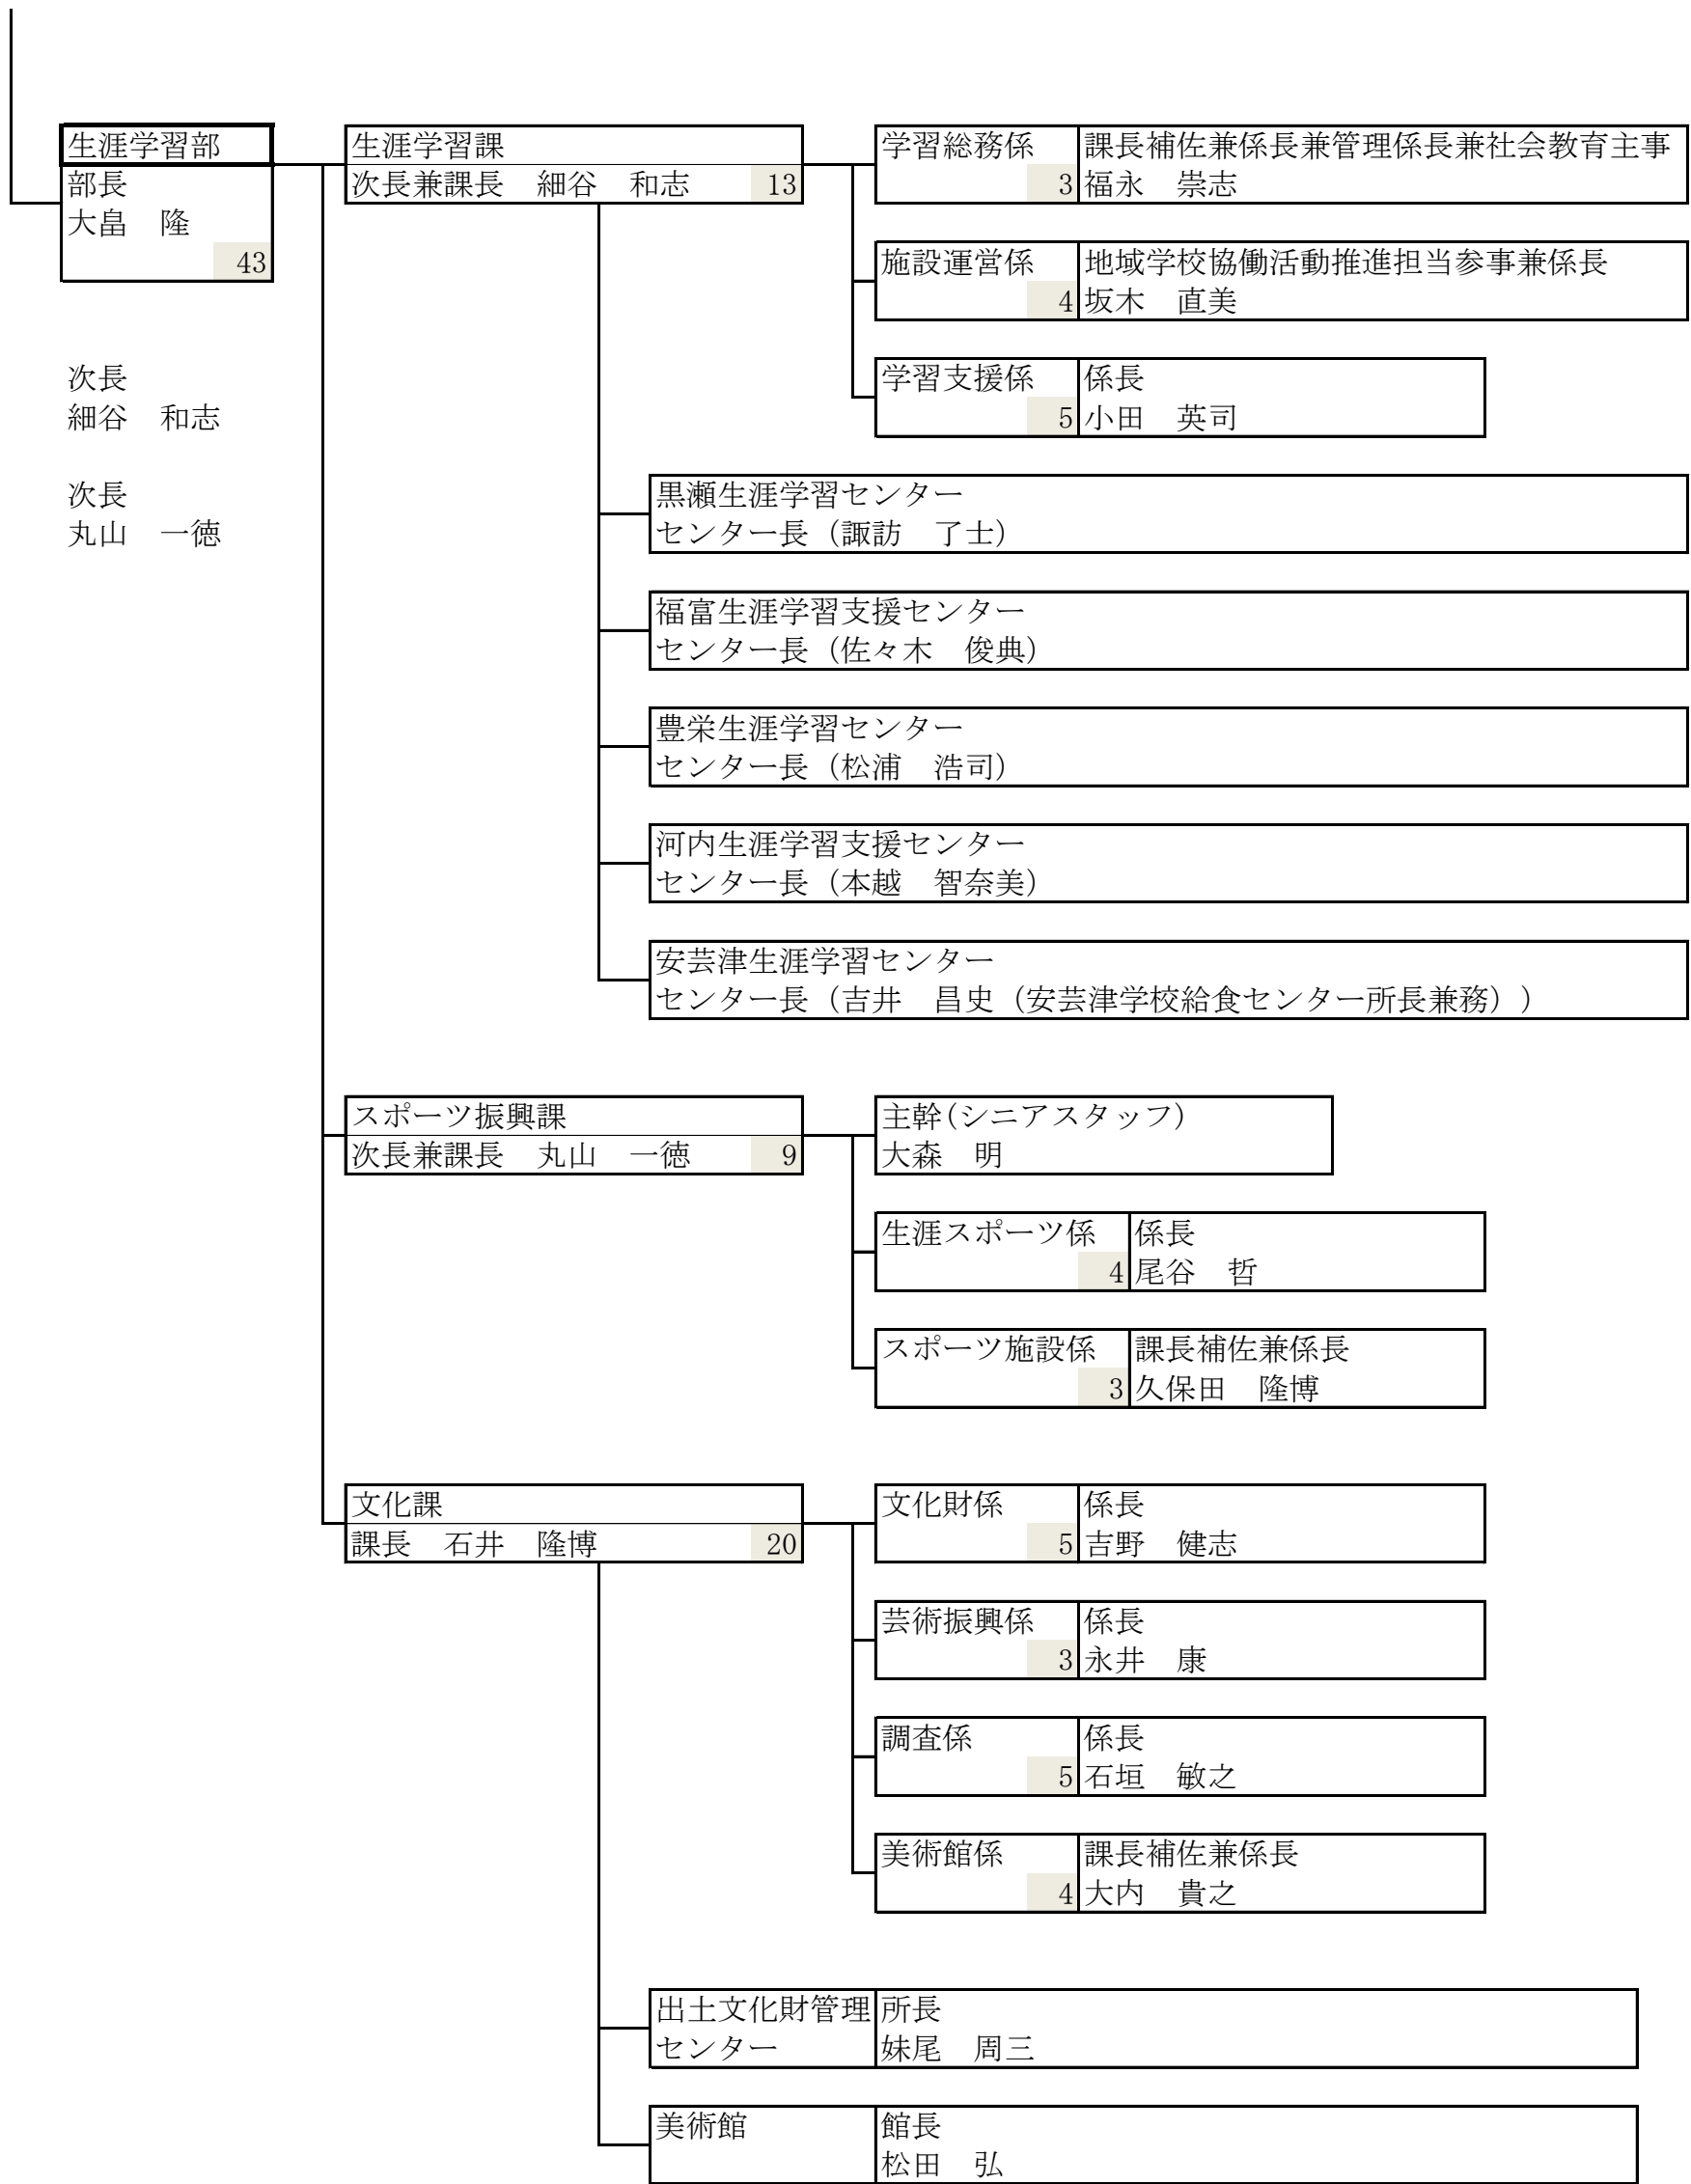 生涯学習部
部長
大畠　隆
43
次長
細谷　和志
次長
丸山　一徳
生涯学習課
次長兼課長　細谷　和志　13
学習総務係　課長補佐兼係長兼管理係長兼社会教育主事
3　福永　崇志
施設運営係　地域学校協働活動推進担当参事兼係長
4　坂木　直美
学習支援係　係長
5　小田　英司
黒瀬生涯学習センター
センター長（諏訪　了士）
福富生涯学習支援センター
センター長（佐々木　俊典）
豊栄生涯学習センター
センター長（松浦　浩司）
河内生涯学習支援センター
センター長（本越　智奈美）
安芸津生涯学習センター
センター長（吉井　昌史（安芸津学校給食センター所長兼務））
スポーツ振興課
次長兼課長　丸山　一徳　9
主幹(シニアスタッフ)
大森　明
生涯スポーツ係　係長
4　尾谷　哲
スポーツ施設係　課長補佐兼係長
3　久保田　隆博
文化課
課長　石井　隆博　20
文化財係　係長
5　吉野　健志
芸術振興係　係長
3　永井　康
調査係　係長
5　石垣　敏之
美術館係　課長補佐兼係長
4　大内　貴之
出土文化財管理　所長
センター　妹尾　周三
美術館　館長
松田　弘